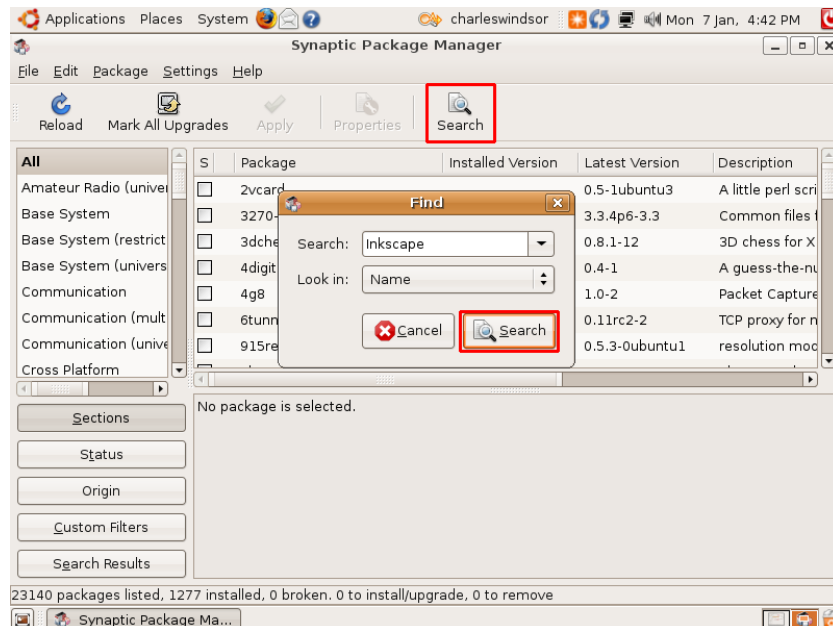 Applications Places System charleswindsor Mon 7 Jan, 4:42 PM
Synaptic Package Manager
File Edit Package Settings Help
Reload Mark All Upgrades Apply Properties Search
All
Amateur Radio (univer
Base System
Base System (restrict
Base System (univers
Communication
Communication (mult
Communication (unive
Cross Platform
S Package Installed Version Latest Version Description
2vcard 0.5-1ubuntu3 A little perl scri
3270- 3.3.4p6-3.3 Common files f
3dche 0.8.1-12 3D chess for X
4digit 0.4-1 A guess-the-nu
4g8 1.0-2 Packet Capture
6tunn 0.11rc2-2 TCP proxy for n
915re 0.5.3-0ubuntu1 resolution mod
Find
Search: Inkscape
Look in: Name
Cancel Search
Sections
Status
Origin
Custom Filters
Search Results
No package is selected.
23140 packages listed, 1277 installed, 0 broken. 0 to install/upgrade, 0 to remove
Synaptic Package Ma...